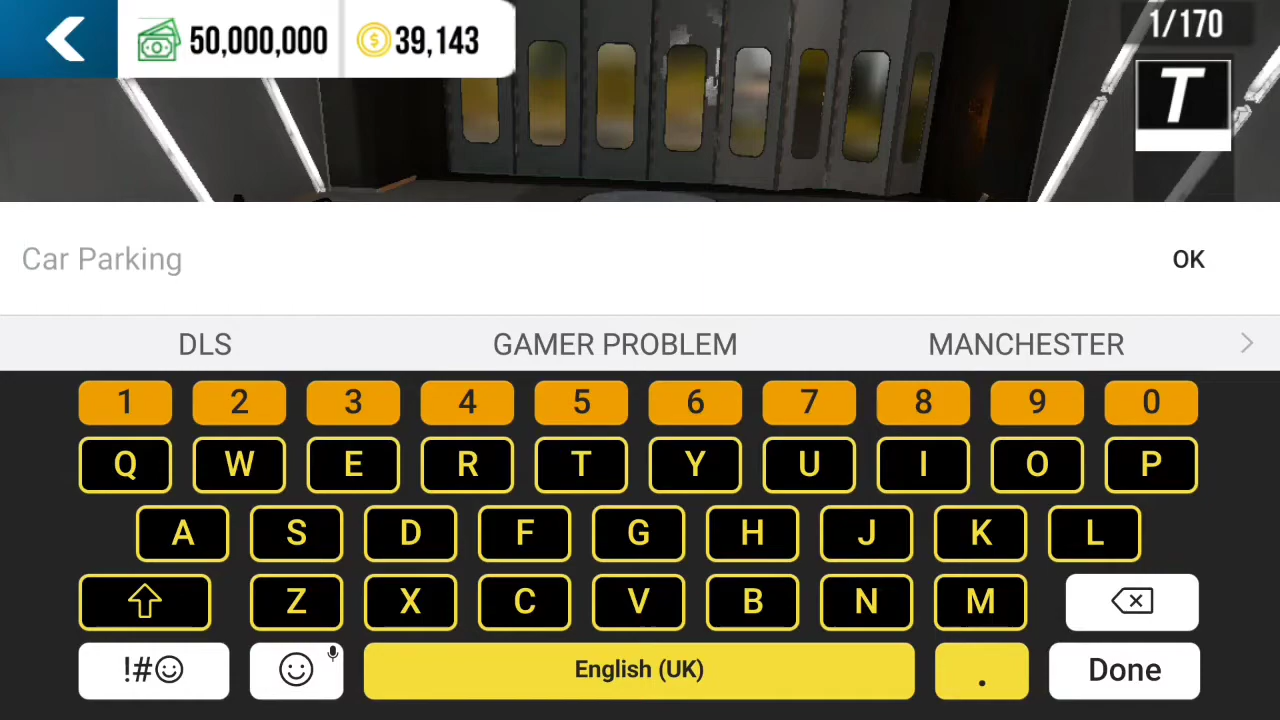 50,000,000 39,143 1/170
T
Car Parking OK
DLS GAMER PROBLEM MANCHESTER
1 2 3 4 5 6 7 8 9 0
Q W E R T Y U I O P
A S D F G H J K L
Z X C V B N M
!#☺ English (UK) . Done